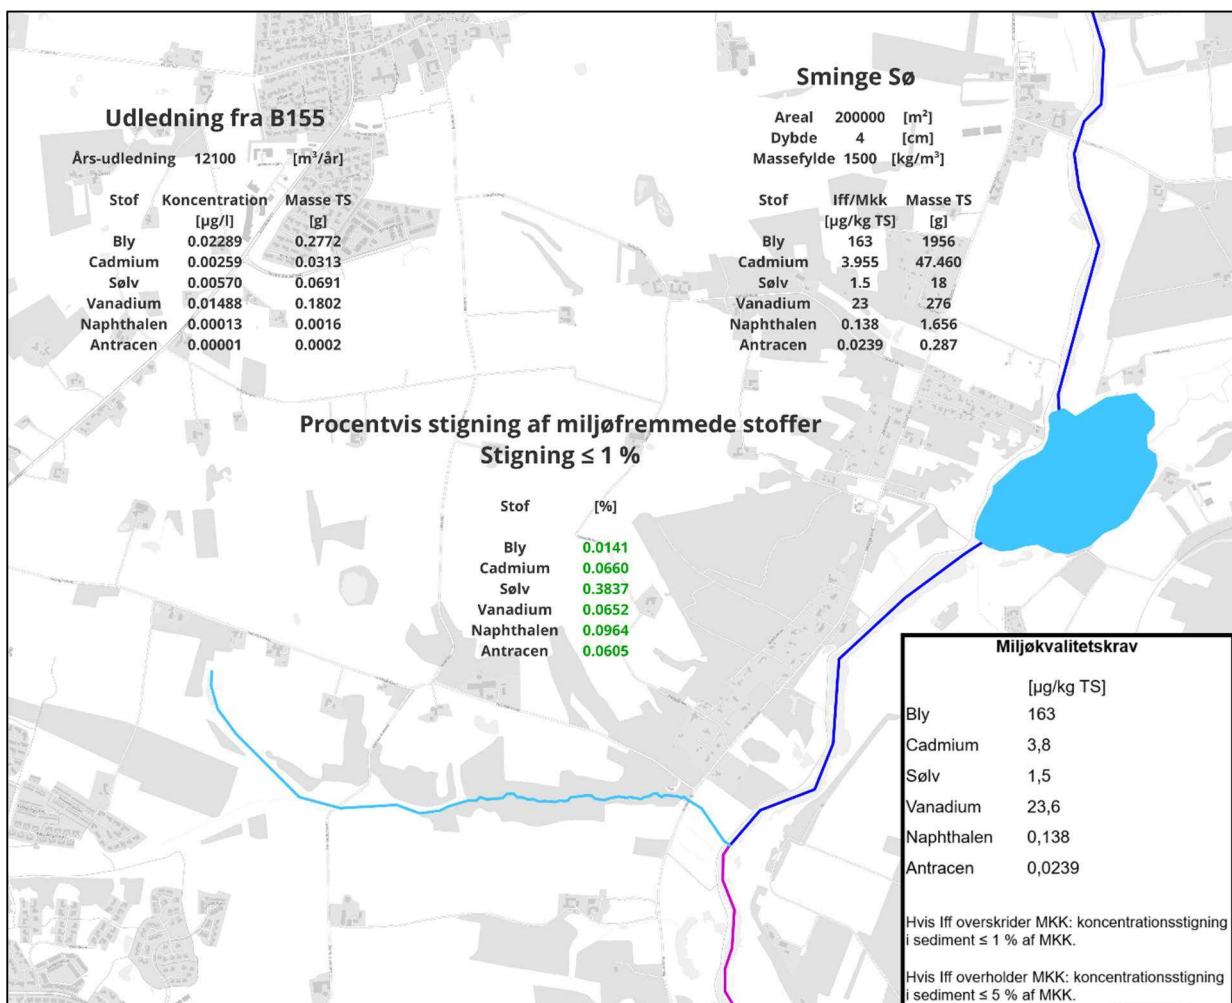 Udledning fra B155
Års-udledning 12100 [m³/år]
Stof Koncentration Masse TS
[µg/l] [g]
Bly 0.02289 0.2772
Cadmium 0.00259 0.0313
Sølv 0.00570 0.0691
Vanadium 0.01488 0.1802
Naphthalen 0.00013 0.0016
Antracen 0.00001 0.0002
Sminge Sø
Areal 200000 [m²]
Dybde 4 [cm]
Massefylde 1500 [kg/m³]
Stof Iff/Mkk Masse TS
[µg/kg TS] [g]
Bly 163 1956
Cadmium 3.955 47.460
Sølv 1.5 18
Vanadium 23 276
Naphthalen 0.138 1.656
Antracen 0.0239 0.287
Procentvis stigning af miljøfremmede stoffer
Stigning ≤ 1 %
Stof [%]
Bly 0.0141
Cadmium 0.0660
Sølv 0.3837
Vanadium 0.0652
Naphthalen 0.0964
Antracen 0.0605
Miljøkvalitetskrav
[µg/kg TS]
Bly 163
Cadmium 3,8
Sølv 1,5
Vanadium 23,6
Naphthalen 0,138
Antracen 0,0239
Hvis Iff overskrider MKK: koncentrationsstigning
i sediment ≤ 1 % af MKK.
Hvis Iff overholder MKK: koncentrationsstigning
i sediment ≤ 5 % af MKK.